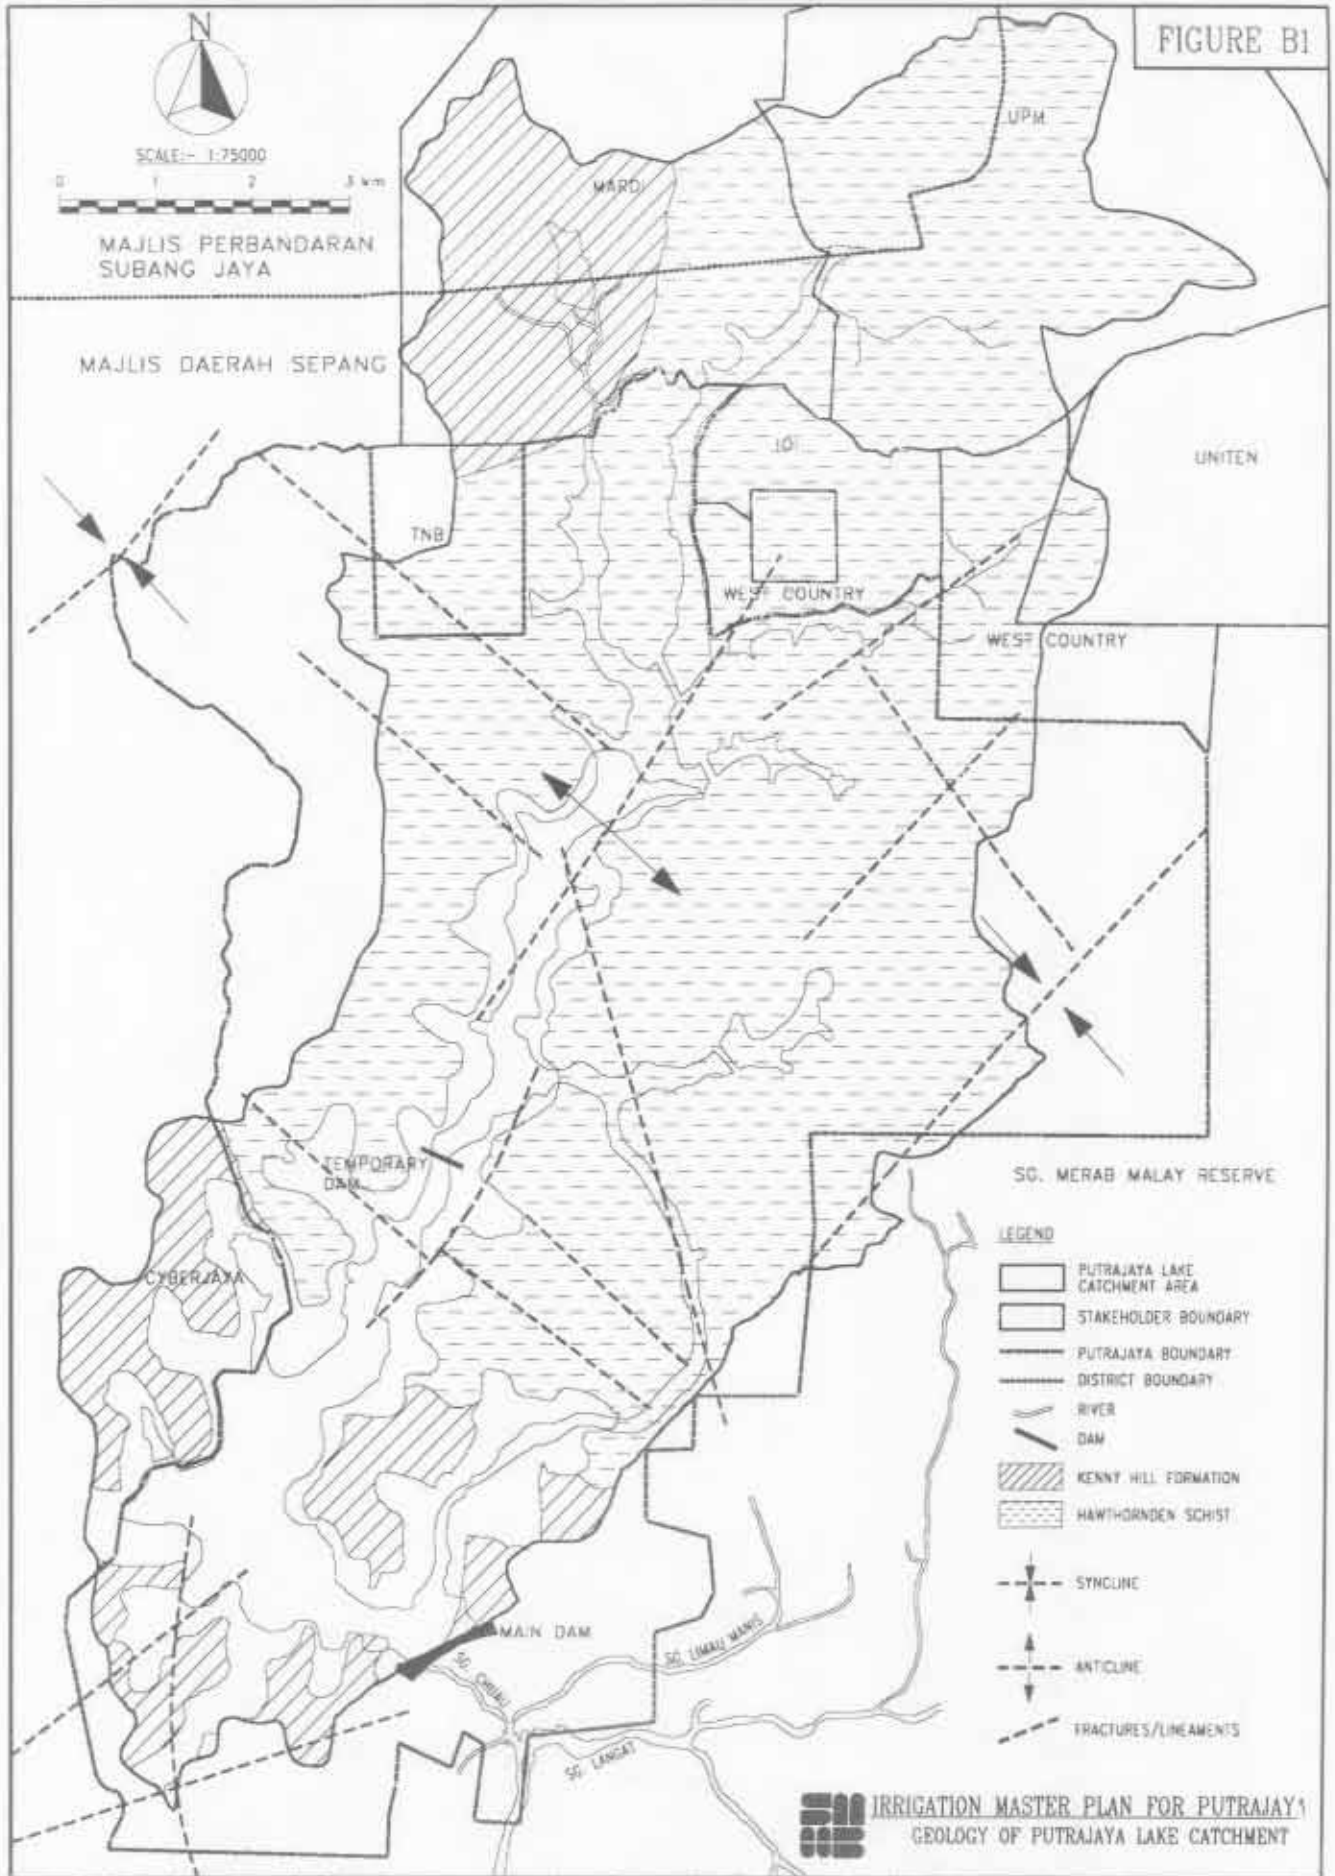 FIGURE B1
N
SCALE:- 1:75000
0 1 2 3 km
MAJLIS PERBANDARAN
SUBANG JAYA
UPM
MARDI
MAJLIS DAERAH SEPANG
IOI
UNITEN
TNB
WEST COUNTRY
WEST COUNTRY
TEMPORARY
DAM
SG. MERAB MALAY RESERVE
CYBERJAYA
LEGEND
PUTRAJAYA LAKE
CATCHMENT AREA
STAKEHOLDER BOUNDARY
PUTRAJAYA BOUNDARY
DISTRICT BOUNDARY
RIVER
DAM
KENNY HILL FORMATION
HAWTHORNDEN SCHIST
SYNCLINE
ANTICLINE
FRACTURES/LINEAMENTS
MAIN DAM
SG. LIMAU MANIS
SG. CHUAU
SG. LANGAT
IRRIGATION MASTER PLAN FOR PUTRAJAYA
GEOLOGY OF PUTRAJAYA LAKE CATCHMENT